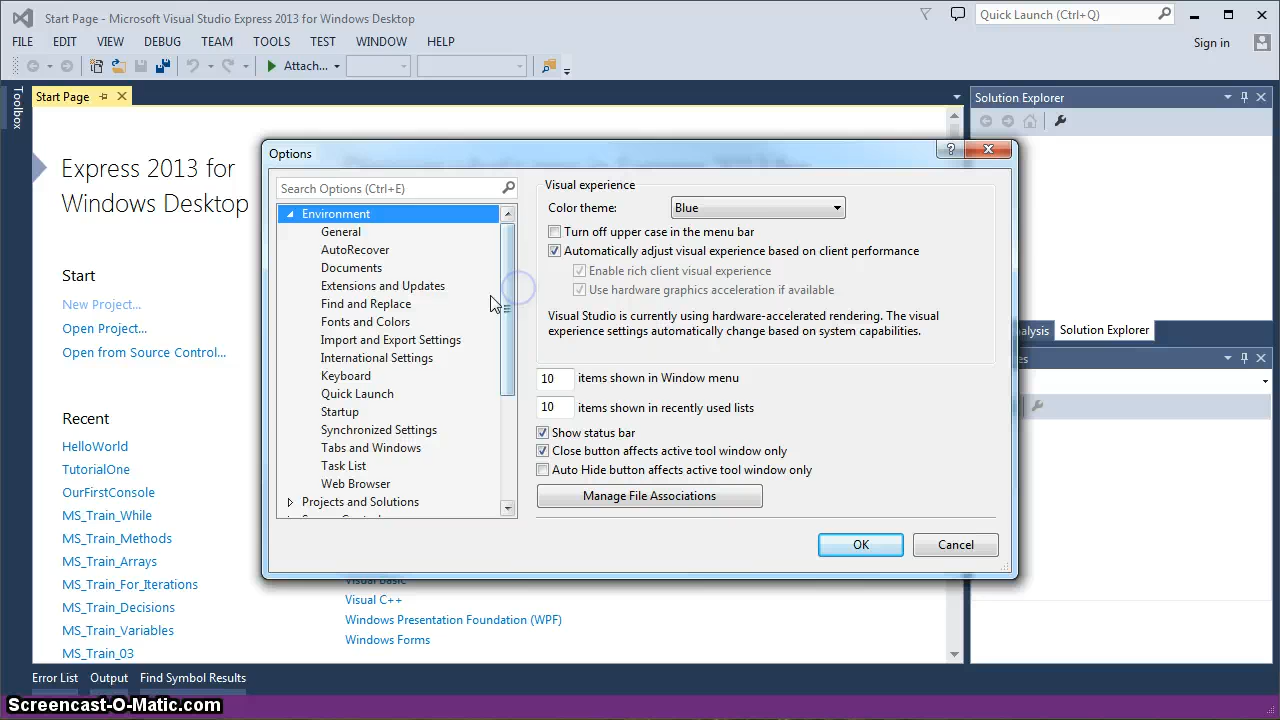 Start Page - Microsoft Visual Studio Express 2013 for Windows Desktop
Quick Launch (Ctrl+Q)
FILE EDIT VIEW DEBUG TEAM TOOLS TEST WINDOW HELP
Sign in
Attach...
Toolbox
Start Page
Solution Explorer
Express 2013 for
Windows Desktop
Start
New Project...
Open Project...
Open from Source Control...
Recent
HelloWorld
TutorialOne
OurFirstConsole
MS_Train_While
MS_Train_Methods
MS_Train_Arrays
MS_Train_For_Iterations
MS_Train_Decisions
MS_Train_Variables
MS_Train_03
Options
?
Search Options (Ctrl+E)
Environment
General
AutoRecover
Documents
Extensions and Updates
Find and Replace
Fonts and Colors
Import and Export Settings
International Settings
Keyboard
Quick Launch
Startup
Synchronized Settings
Tabs and Windows
Task List
Web Browser
Projects and Solutions
Visual experience
Color theme: Blue
Turn off upper case in the menu bar
Automatically adjust visual experience based on client performance
Enable rich client visual experience
Use hardware graphics acceleration if available
Visual Studio is currently using hardware-accelerated rendering. The visual
experience settings automatically change based on system capabilities.
10 items shown in Window menu
10 items shown in recently used lists
Show status bar
Close button affects active tool window only
Auto Hide button affects active tool window only
Manage File Associations
OK Cancel
Visual Basic
Visual C++
Windows Presentation Foundation (WPF)
Windows Forms
alysis Solution Explorer
es
Error List Output Find Symbol Results
Screencast-O-Matic.com